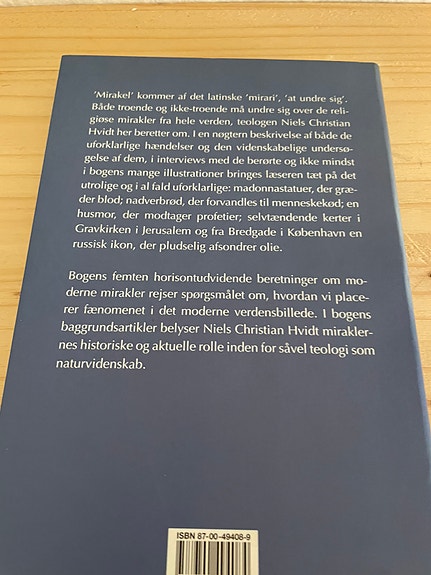 'Mirakel' kommer af det latinske 'mirari', 'at undre sig'.
Både troende og ikke-troende må undre sig over de reli-
giøse mirakler fra hele verden, teologen Niels Christian
Hvidt her beretter om. I en nøgtern beskrivelse af både de
uforklarlige hændelser og den videnskabelige undersø-
gelse af dem, i interviews med de berørte og ikke mindst
i bogens mange illustrationer bringes læseren tæt på det
utrolige og i al fald uforklarlige: madonnastatuer, der græ-
der blod; nadverbrød, der forvandles til menneskekød; en
husmor, der modtager profetier; selvtændende kerter i
Gravkirken i Jerusalem og fra Bredgade i København en
russisk ikon, der pludselig afsondrer olie.
Bogens femten horisontudvidende beretninger om mo-
derne mirakler rejser spørgsmålet om, hvordan vi place-
rer fænomenet i det moderne verdensbillede. I bogens
baggrundsartikler belyser Niels Christian Hvidt mirakler-
nes historiske og aktuelle rolle inden for såvel teologi som
naturvidenskab.
ISBN 87-00-49408-9